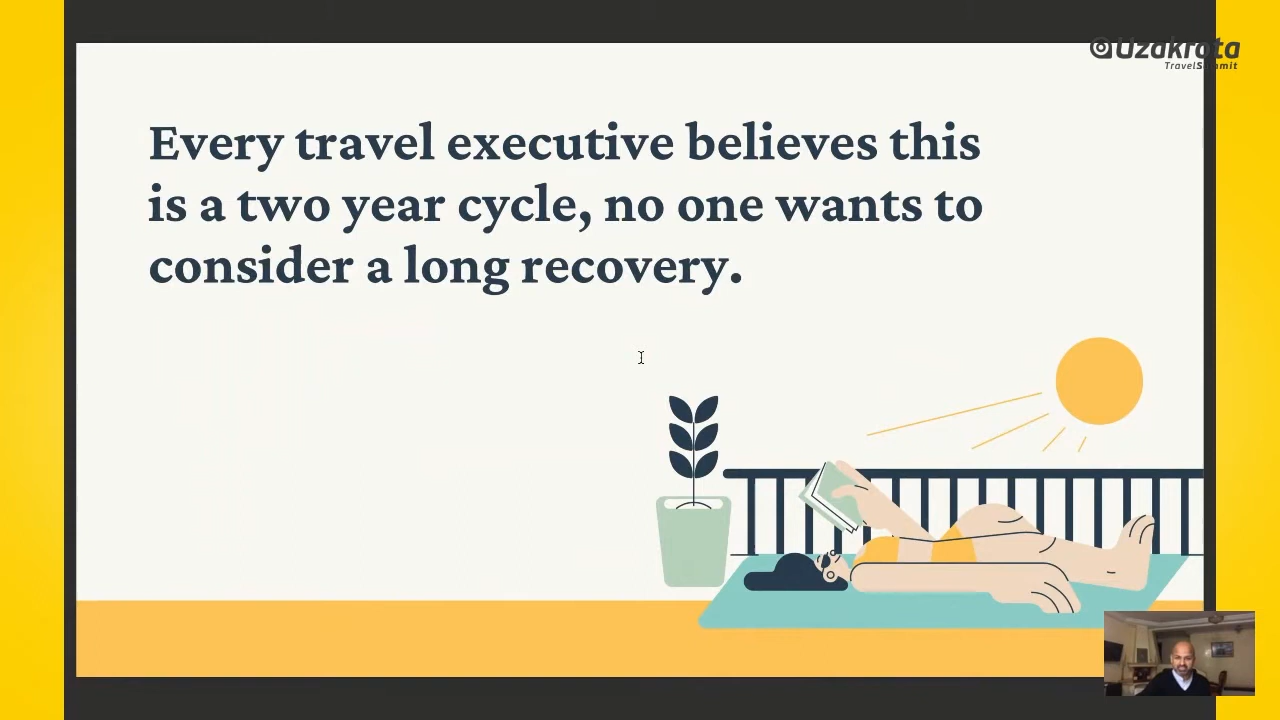 Uzakrota
TravelSummit
Every travel executive believes this
is a two year cycle, no one wants to
consider a long recovery.